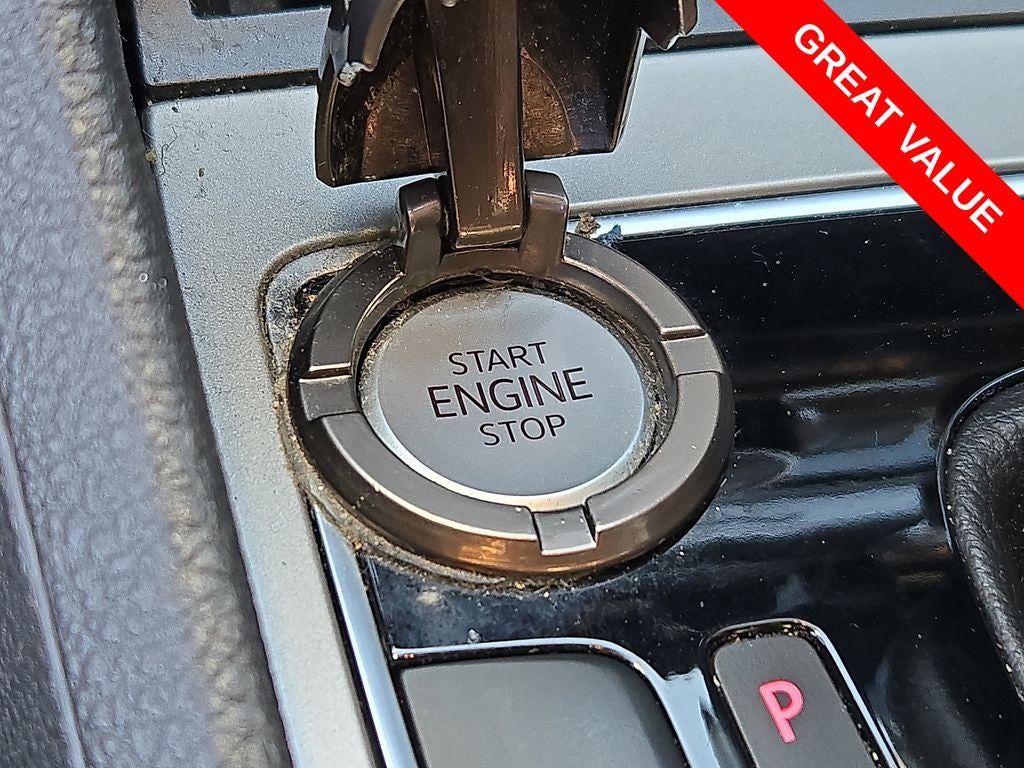 GREAT VALUE
START
ENGINE
STOP
P